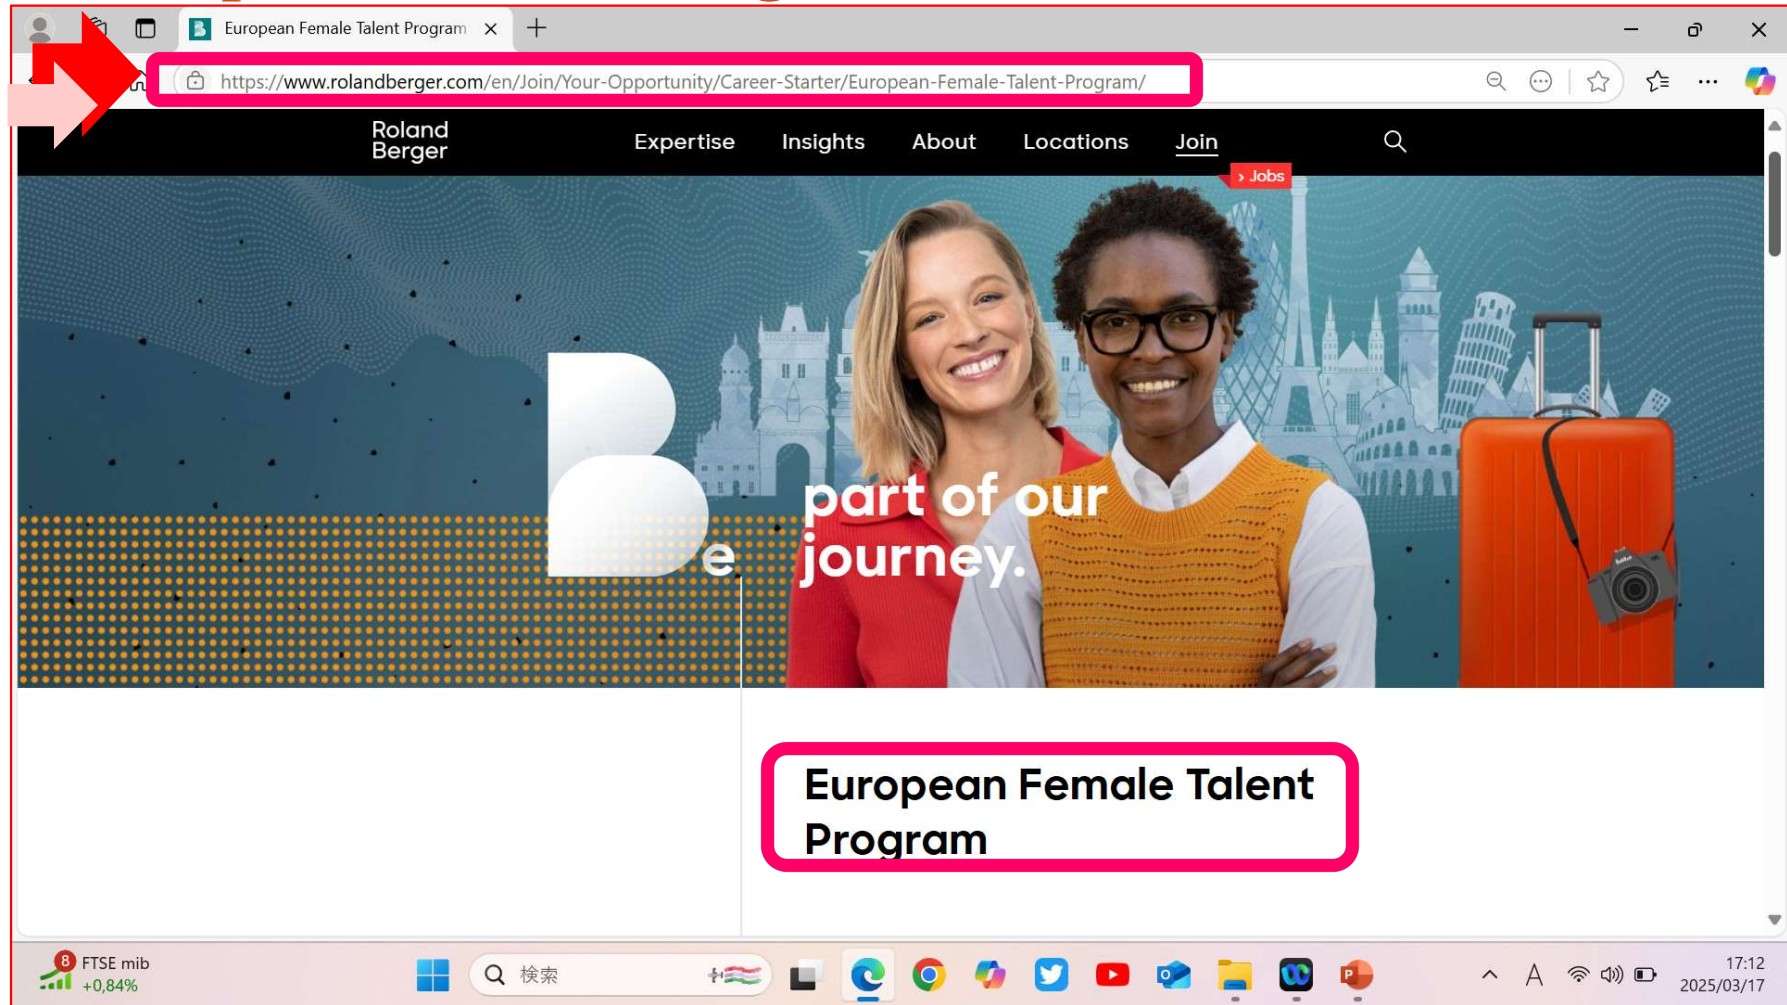 European Female Talent Program
https://www.rolandberger.com/en/Join/Your-Opportunity/Career-Starter/European-Female-Talent-Program/
Roland
Berger
Expertise
Insights
About
Locations
Join
› Jobs
Be part of our
journey.
European Female Talent
Program
8
FTSE mib
+0,84%
検索
A
17:12
2025/03/17